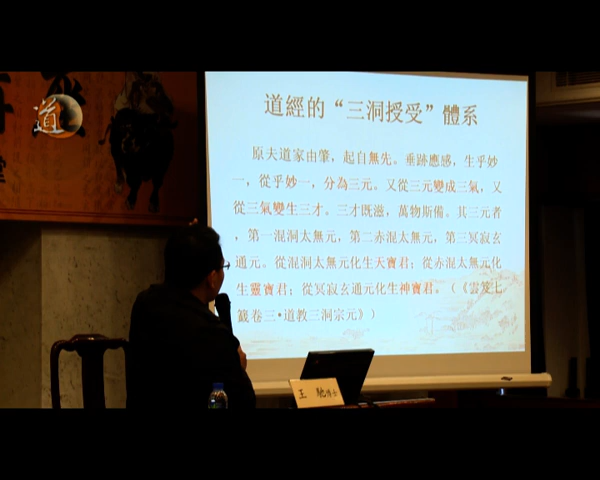 道
道經的“三洞授受”體系
原夫道家由肇，起自無先。垂跡應感，生乎妙
一，從乎妙一，分為三元。又從三元變成三氣，又
從三氣變生三才。三才既滋，萬物斯備。其三元者
，第一混洞太無元，第二赤混太無元，第三冥寂玄
通元。從混洞太無元化生天寶君；從赤混太無元化
生靈寶君；從冥寂玄通元化生神寶君。（《雲笈七
籤卷三•道教三洞宗元》）
王 馳博士